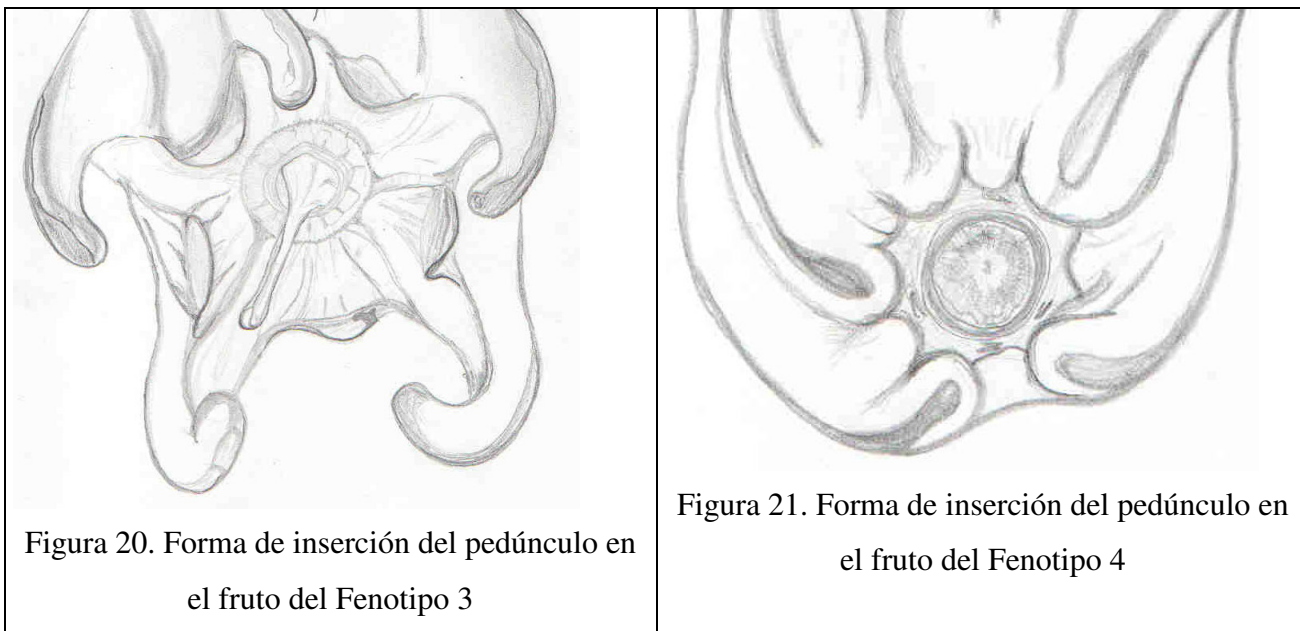 Figura 20. Forma de inserción del pedúnculo en
el fruto del Fenotipo 3
Figura 21. Forma de inserción del pedúnculo en
el fruto del Fenotipo 4